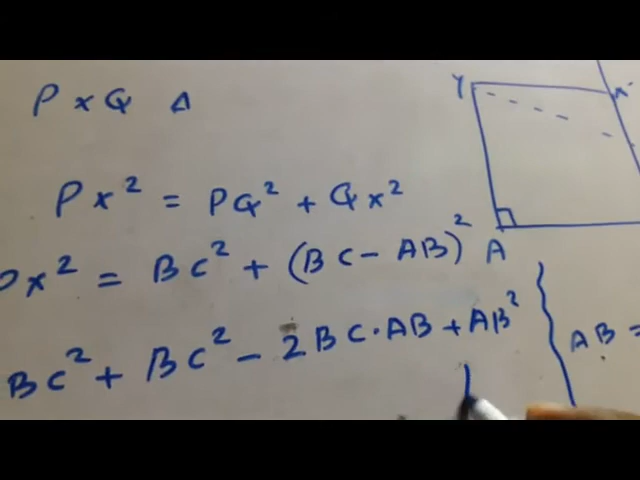 P x Q Δ
Px² = PQ² + Qx²
Px² = BC² + (BC - AB)²
BC² + BC² - 2BC·AB + AB²
Y
X
A
AB =